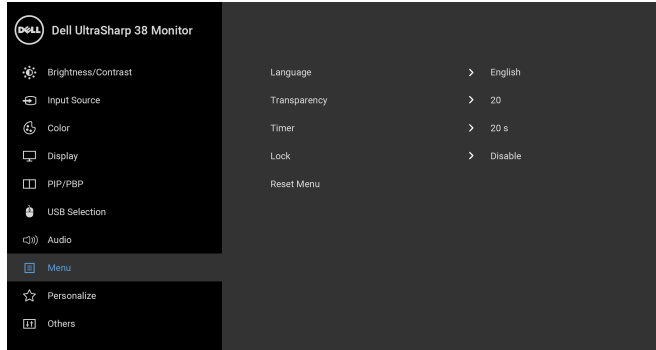 DELL Dell UltraSharp 38 Monitor
Brightness/Contrast
Input Source
Color
Display
PIP/PBP
USB Selection
Audio
Menu
Personalize
Others
Language > English
Transparency > 20
Timer > 20 s
Lock > Disable
Reset Menu